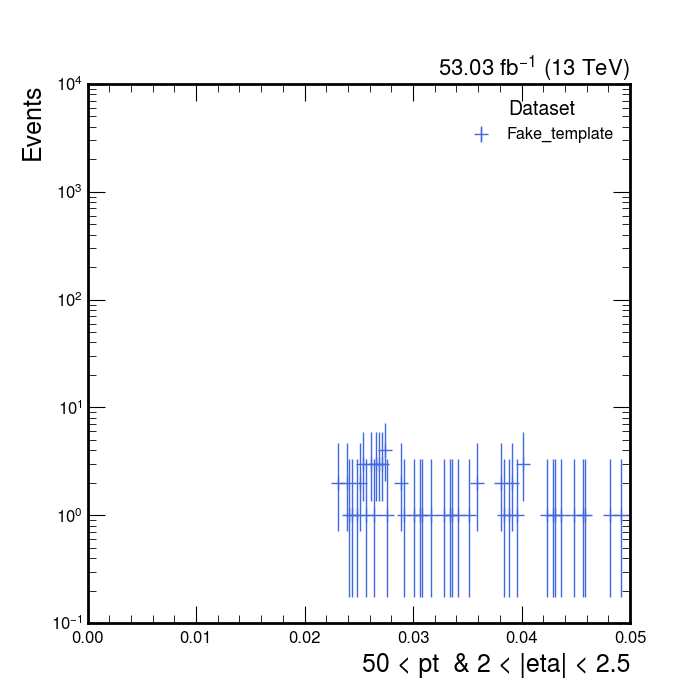 53.03 fb⁻¹ (13 TeV)
Events
Dataset
Fake_template
10⁴
10³
10²
10¹
10⁰
10⁻¹
0.00 0.01 0.02 0.03 0.04 0.05
50 < pt & 2 < |eta| < 2.5